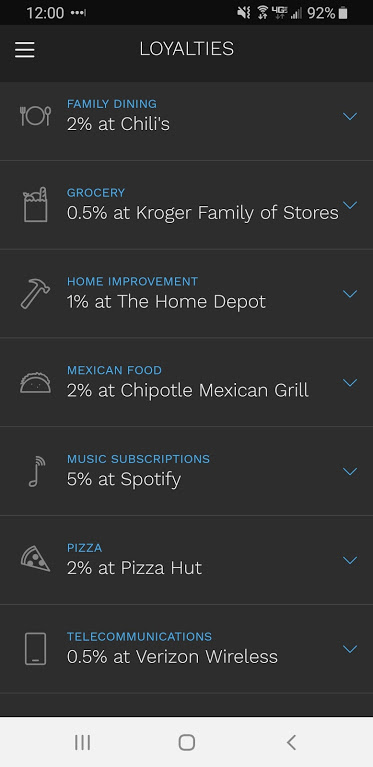 12:00 92%
LOYALTIES
FAMILY DINING
2% at Chili's
GROCERY
0.5% at Kroger Family of Stores
HOME IMPROVEMENT
1% at The Home Depot
MEXICAN FOOD
2% at Chipotle Mexican Grill
MUSIC SUBSCRIPTIONS
5% at Spotify
PIZZA
2% at Pizza Hut
TELECOMMUNICATIONS
0.5% at Verizon Wireless